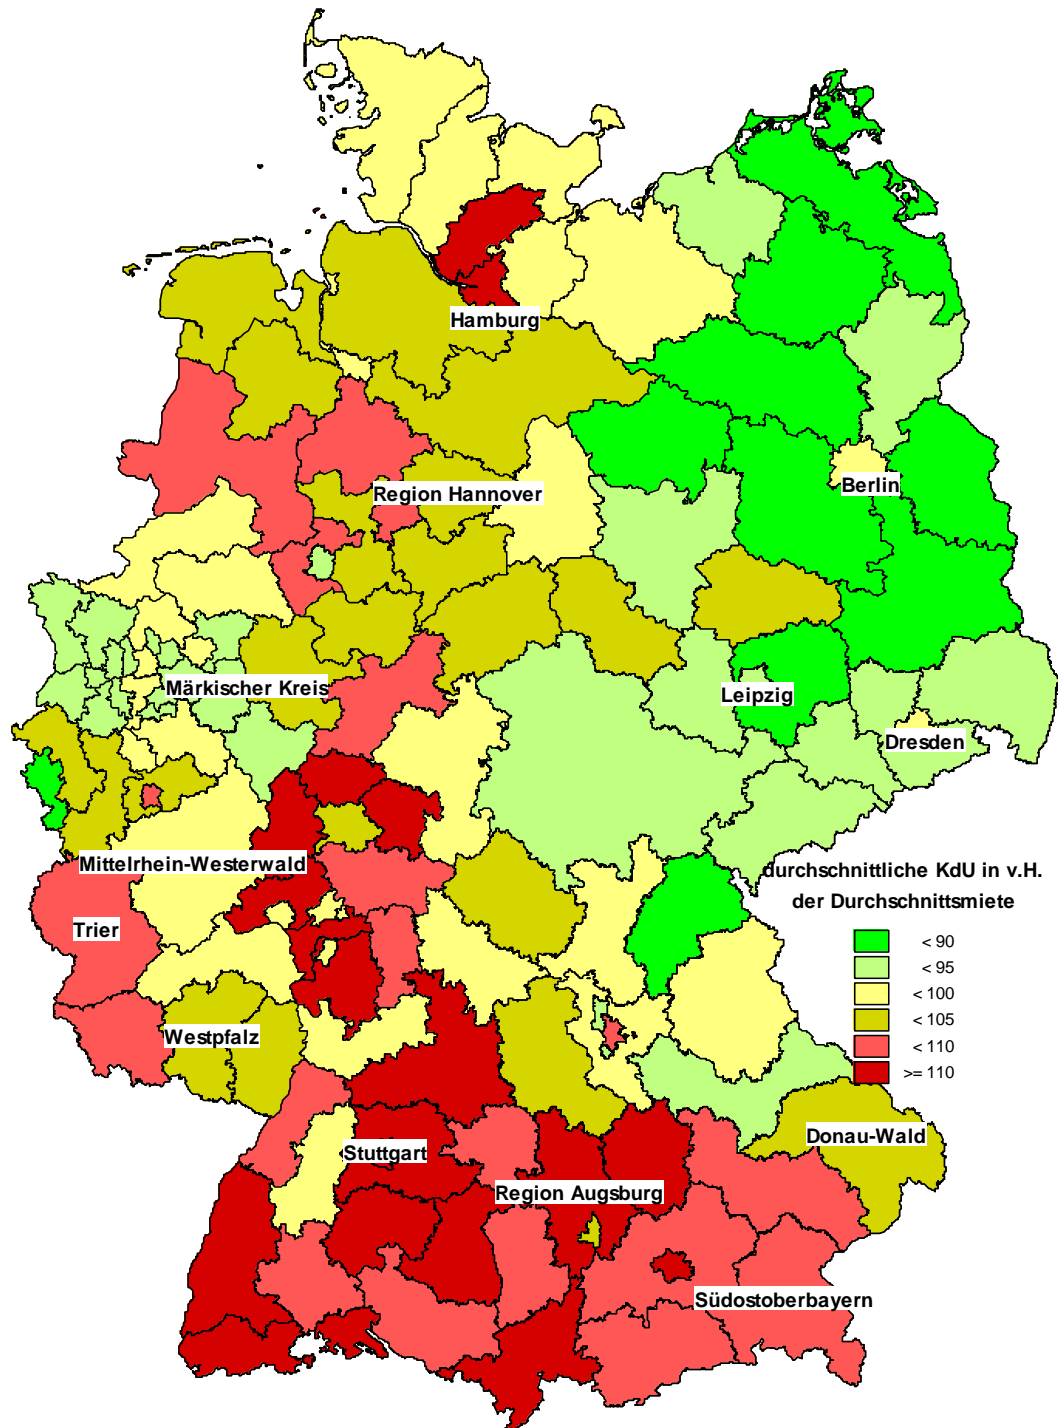 Hamburg
Berlin
Region Hannover
Märkischer Kreis
Leipzig
Dresden
Mittelrhein-Westerwald
durchschnittliche KdU in v.H.
der Durchschnittsmiete
Trier
< 90
< 95
< 100
< 105
< 110
>= 110
Westpfalz
Donau-Wald
Stuttgart
Region Augsburg
Südostoberbayern